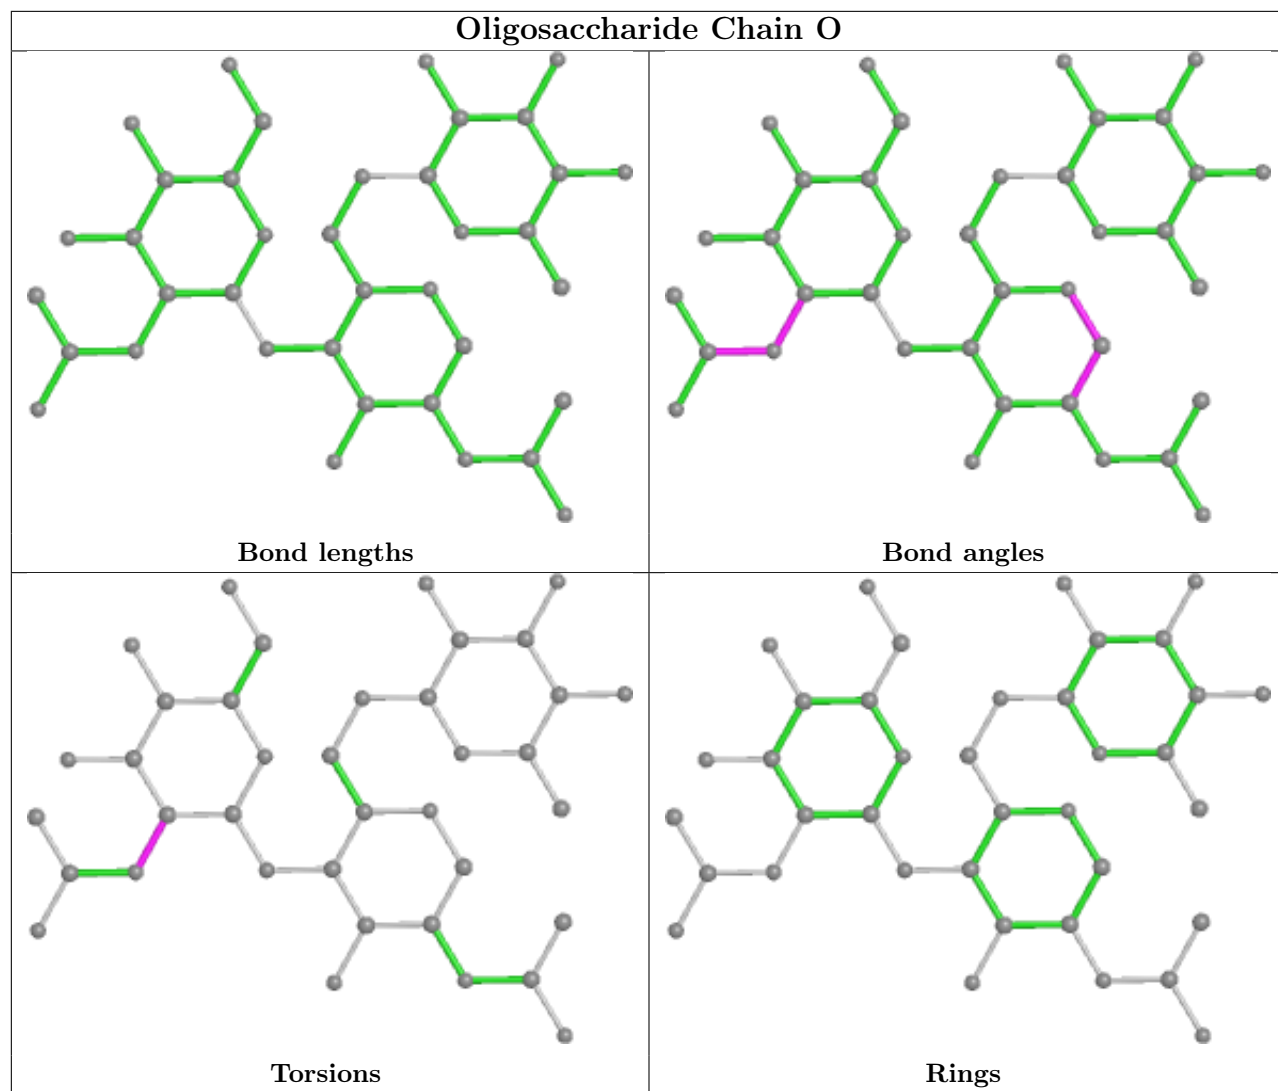 Oligosaccharide Chain O
Bond lengths
Bond angles
Torsions
Rings